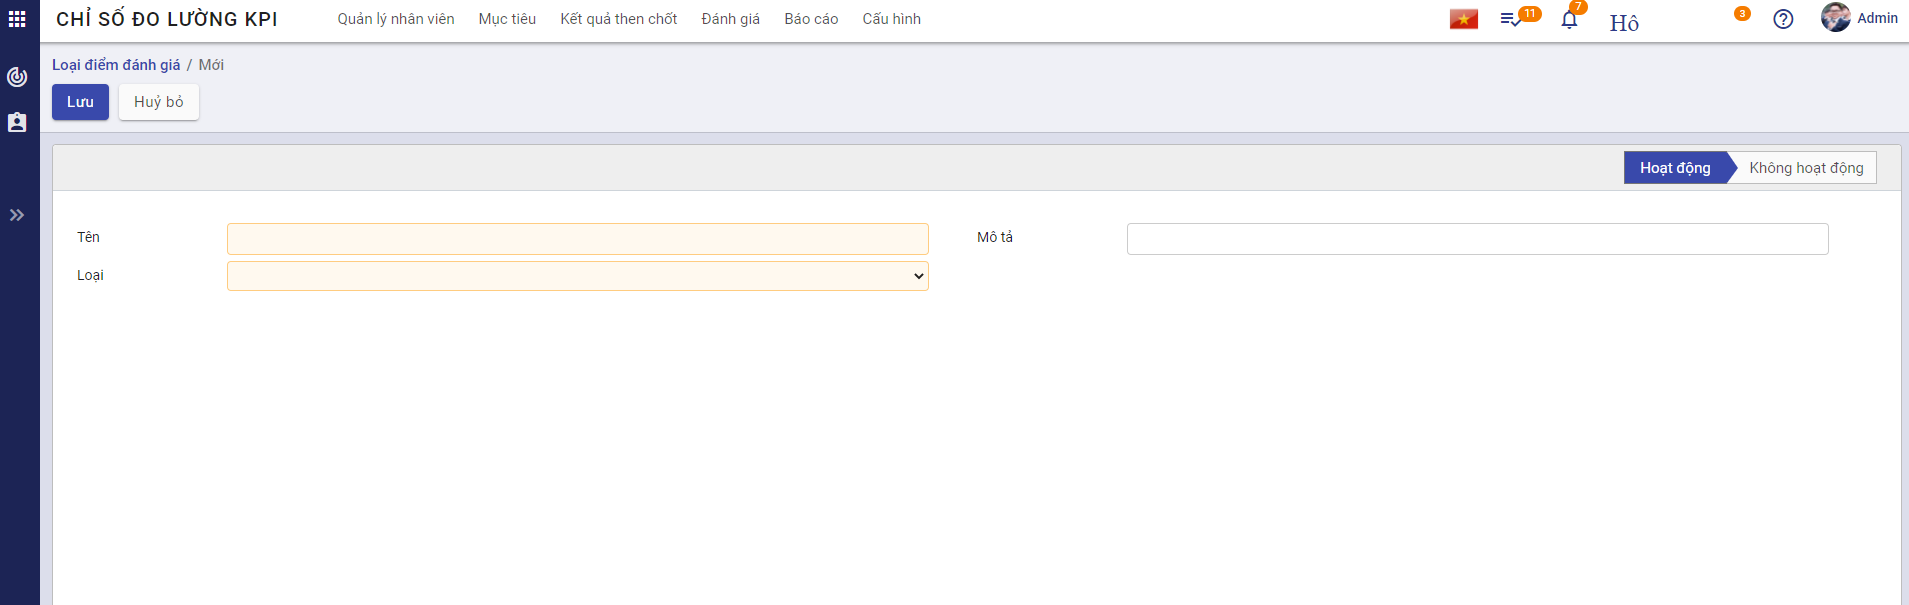 CHỈ SỐ ĐO LƯỜNG KPI Quản lý nhân viên Mục tiêu Kết quả then chốt Đánh giá Báo cáo Cấu hình 11 7 Hô 3 Admin
Loại điểm đánh giá / Mới
Lưu Huỷ bỏ
Hoạt động Không hoạt động
Tên Mô tả
Loại